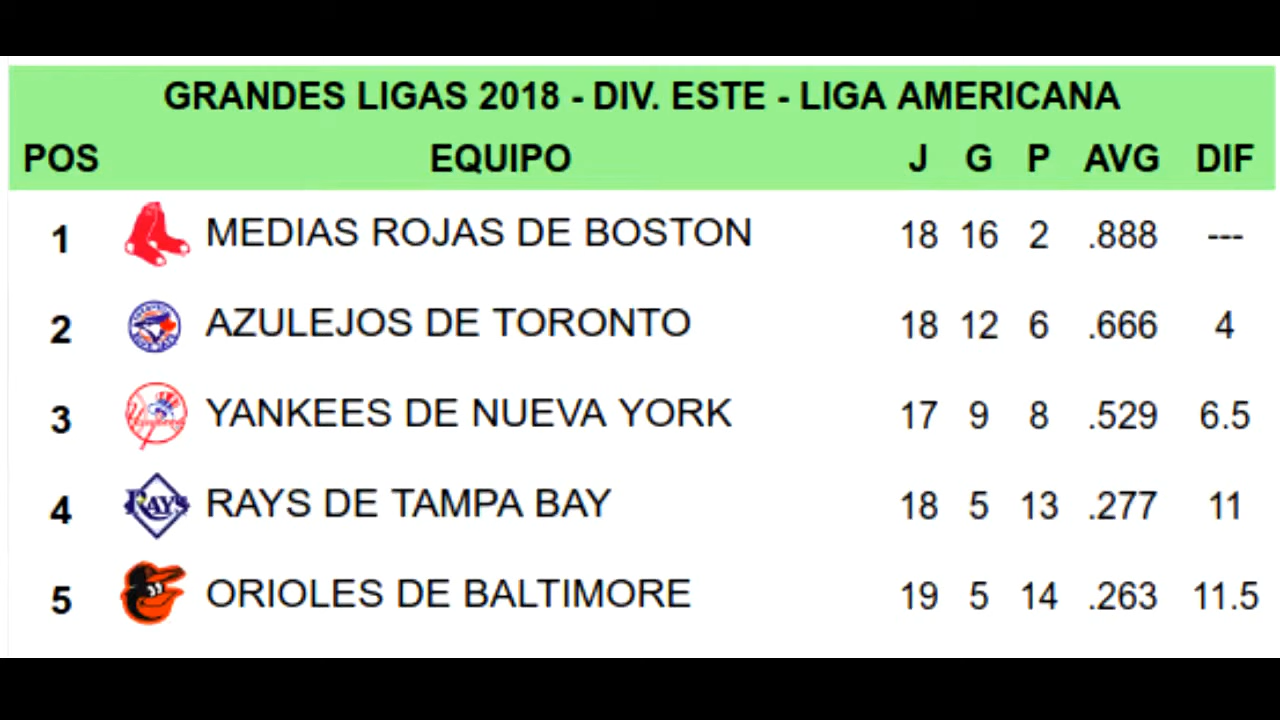 GRANDES LIGAS 2018 - DIV. ESTE - LIGA AMERICANA
POS EQUIPO J G P AVG DIF
1 MEDIAS ROJAS DE BOSTON 18 16 2 .888 ---
2 AZULEJOS DE TORONTO 18 12 6 .666 4
3 YANKEES DE NUEVA YORK 17 9 8 .529 6.5
4 RAYS RAYS DE TAMPA BAY 18 5 13 .277 11
5 ORIOLES DE BALTIMORE 19 5 14 .263 11.5